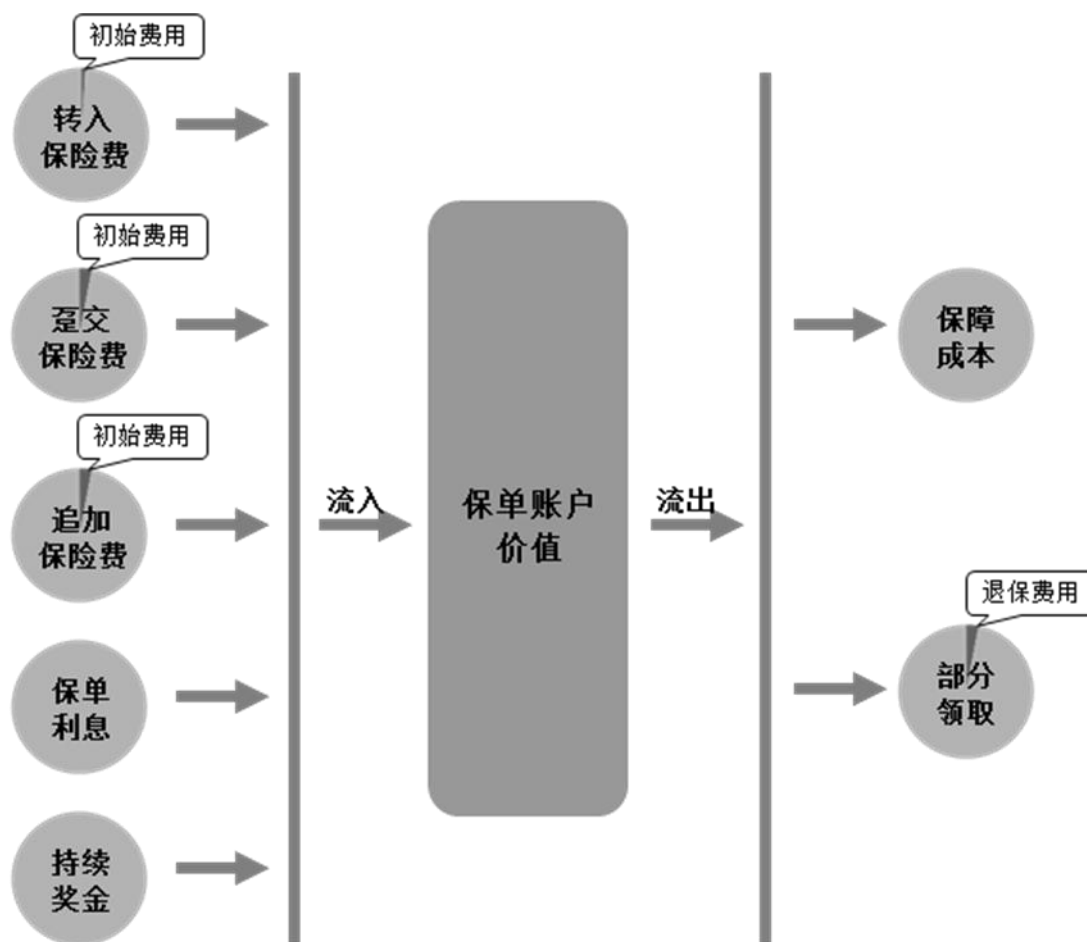 初始费用
转入
保险费
初始费用
趸交
保险费
初始费用
追加
保险费
保单
利息
持续
奖金
流入
保单账户
价值
流出
保障
成本
退保费用
部分
领取